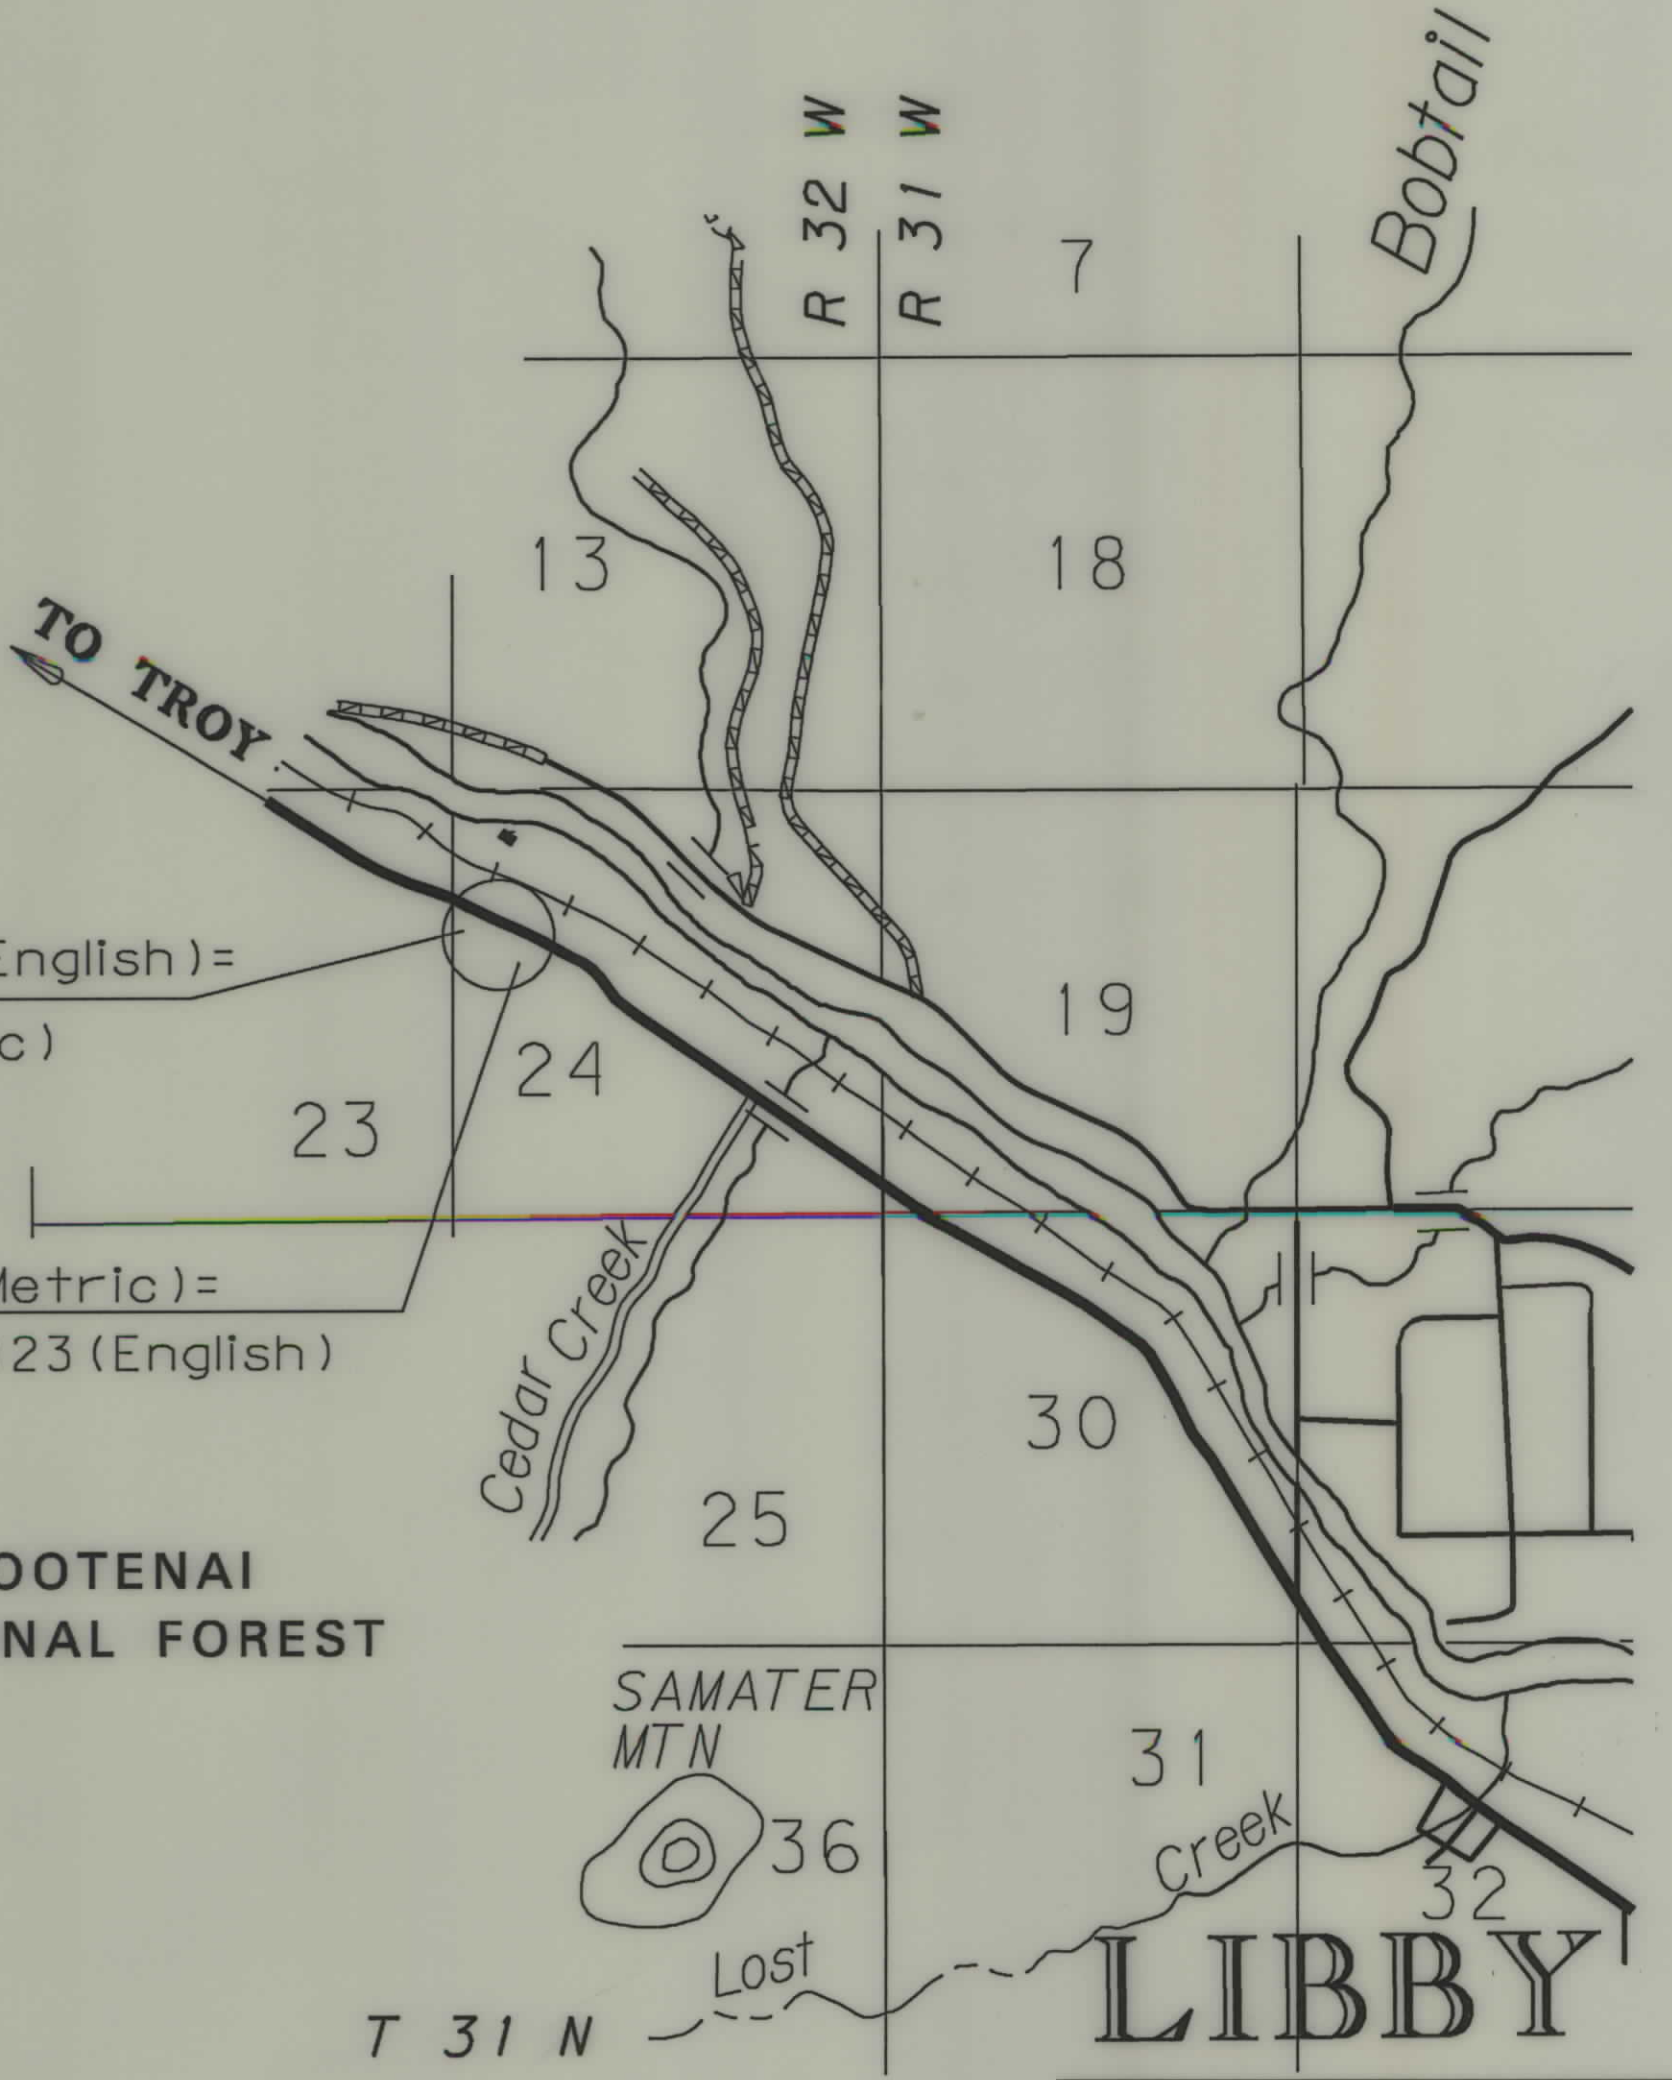 Bobtail
R 32 W
R 31 W
7
13
18
TO TROY
English)=
c)
19
24
23
Metric)=
23(English)
Cedar Creek
30
25
OOTENAI
NAL FOREST
SAMATER
MTN
31
36
Creek
32
Lost
LIBBY
T 31 N